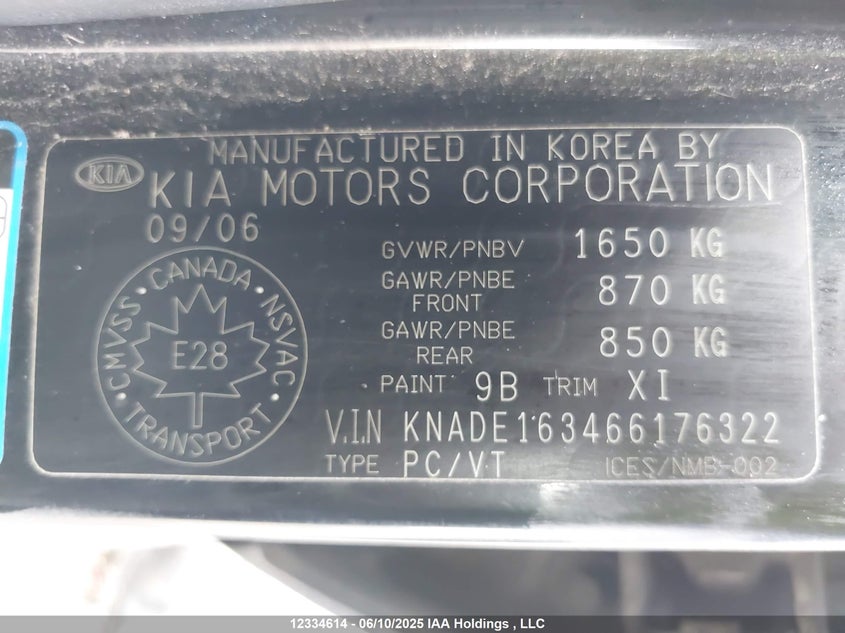 MANUFACTURED IN KOREA BY
KIA
KIA MOTORS CORPORATION
09/06
GVWR/PNBV 1650 KG
GAWR/PNBE FRONT 870 KG
GAWR/PNBE REAR 850 KG
PAINT 9B TRIM XI
V.I.N KNADE163466176322
TYPE PC/VT ICES/NMB-002
CMVSS · CANADA · NSVAC · TRANSPORT
E28
12334614 - 06/10/2025 IAA Holdings , LLC